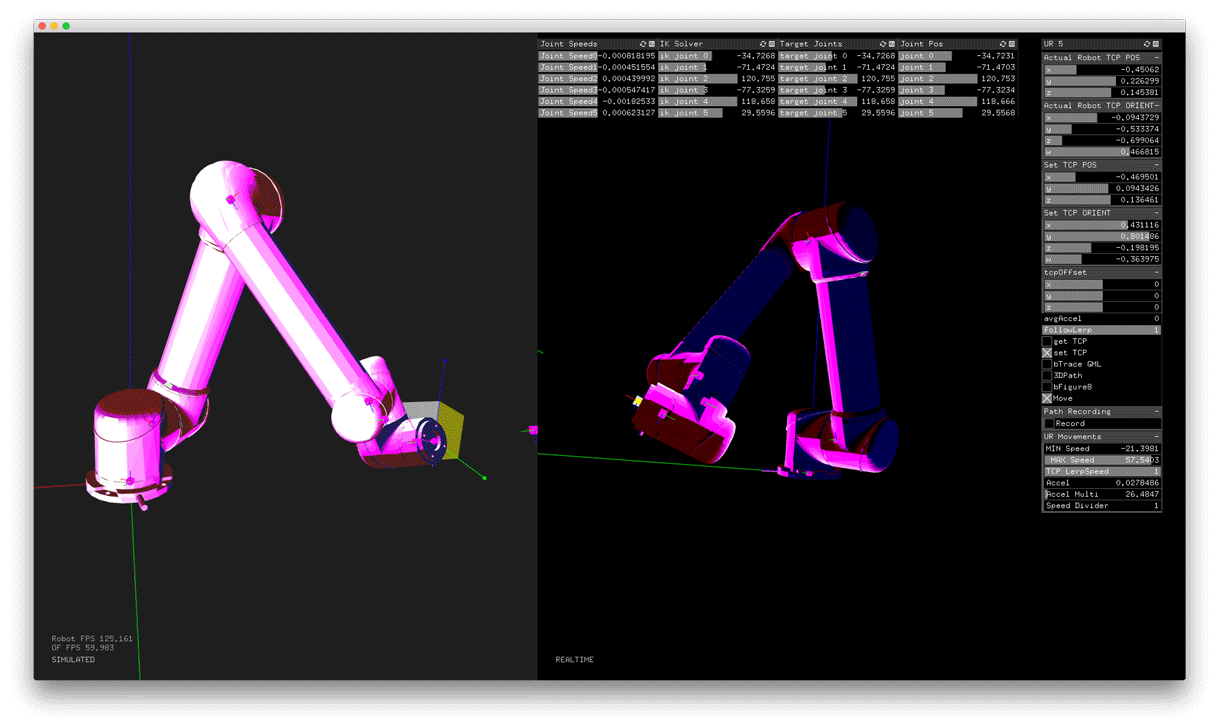 Joint Speeds
Joint Speed0 -0.000818195
Joint Speed1 -0.000451554
Joint Speed2 0.000439992
Joint Speed3 -0.000547417
Joint Speed4 -0.00182533
Joint Speed5 0.000623127
IK Solver
ik joint 0 -34.7268
ik joint 1 -71.4724
ik joint 2 120.755
ik joint 3 -77.3259
ik joint 4 118.658
ik joint 5 29.5596
Target Joints
target joint 0 -34.7268
target joint 1 -71.4724
target joint 2 120.755
target joint 3 -77.3259
target joint 4 118.658
target joint 5 29.5596
Joint Pos
joint 0 -34.7231
joint 1 -71.4703
joint 2 120.753
joint 3 -77.3234
joint 4 118.666
joint 5 29.5568
UR 5
Actual Robot TCP POS -
x -0.45062
y 0.226299
z 0.145381
Actual Robot TCP ORIENT-
x -0.0943729
y -0.533374
z -0.699064
w 0.466815
Set TCP POS -
x -0.469501
y 0.0943426
z 0.136461
Set TCP ORIENT -
x 0.431116
y 0.801486
z -0.198195
w -0.363975
tcpOffset -
x 0
y 0
z 0
avgAccel 0
followLerp 1
get TCP
set TCP
bTrace GML
3DPath
bFigure8
Move
Path Recording -
Record
UR Movements -
MIN Speed -21.3981
MAX Speed 57.5403
TCP LerpSpeed 1
Accel 0.0278486
Accel Multi 26.4847
Speed Divider 1
Robot FPS 125.161
OF FPS 59.983
SIMULATED
REALTIME